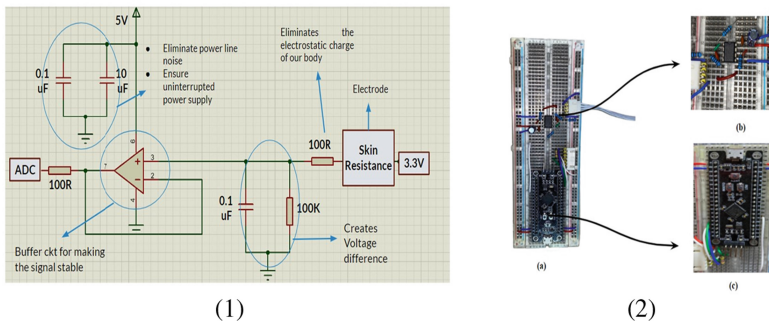 5V
Eliminate power line
noise
Ensure
uninterrupted
power supply
0.1
uF
10
uF
Eliminates the
electrostatic charge
of our body
Electrode
100R
Skin
Resistance
3.3V
ADC
100R
7
6
3
2
4
+
0.1
uF
100K
Creates
Voltage
difference
Buffer ckt for making
the signal stable
(1)
(a)
(b)
(c)
(2)